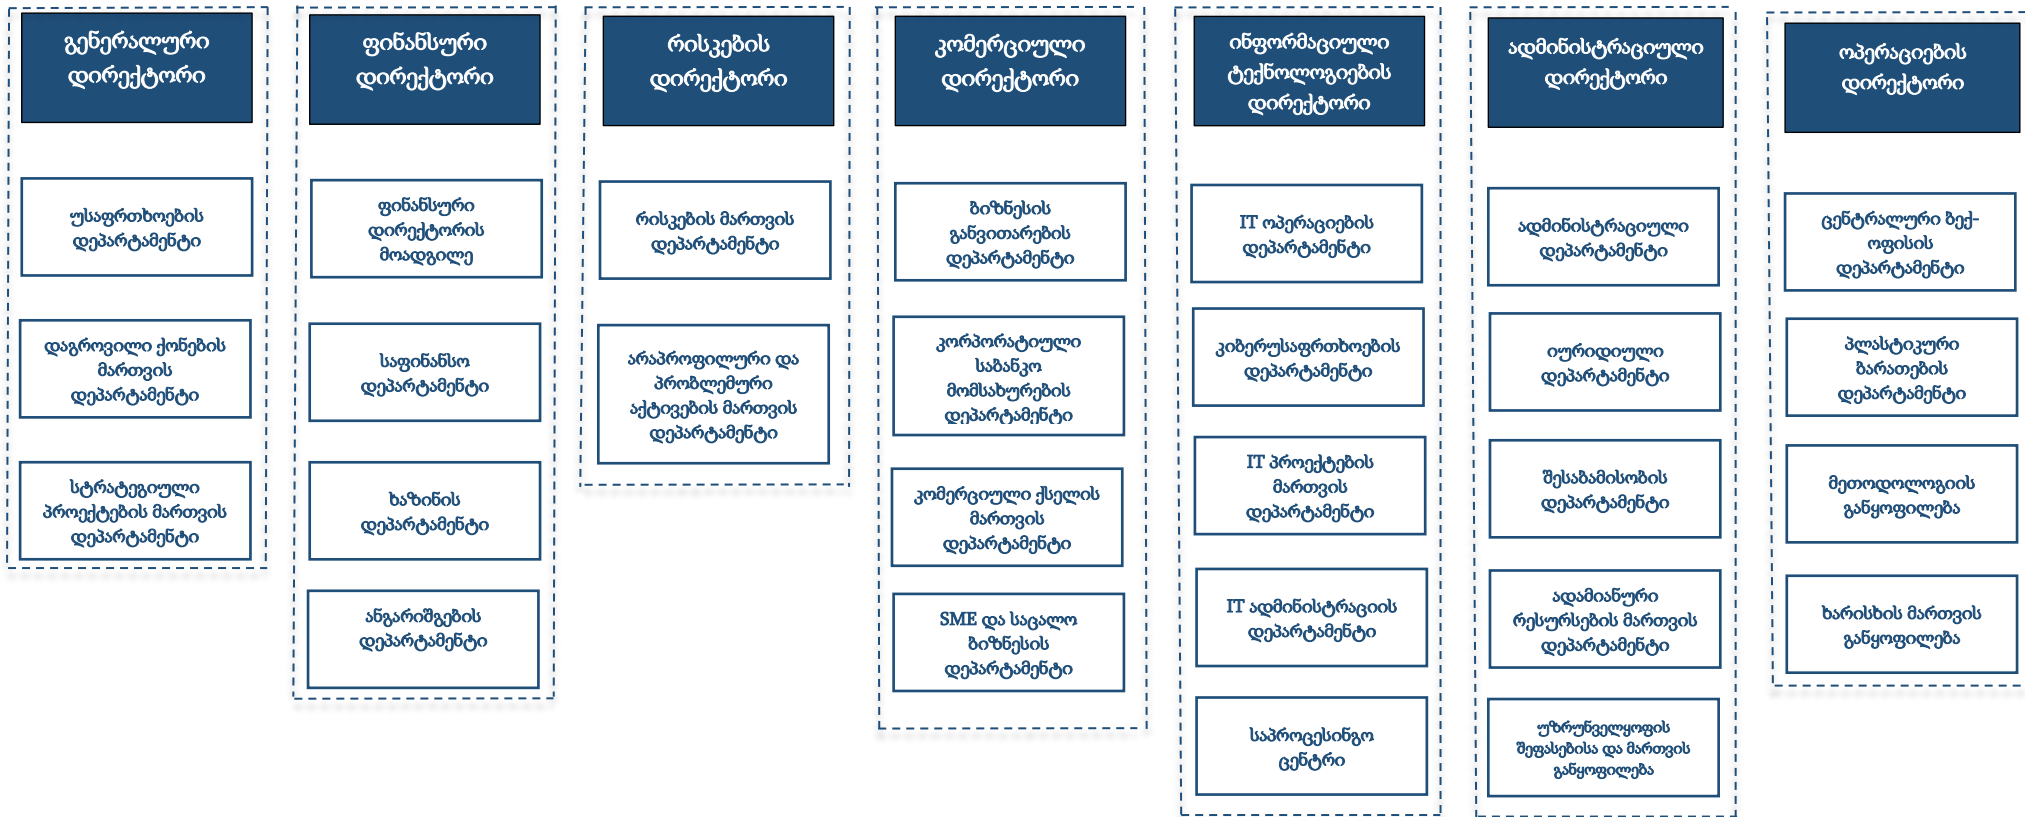 გენერალური
დირექტორი
უსაფრთხოების
დეპარტამენტი
დაგროვილი ქონების
მართვის
დეპარტამენტი
სტრატეგიული
პროექტების მართვის
დეპარტამენტი
ფინანსური
დირექტორი
ფინანსური
დირექტორის
მოადგილე
საფინანსო
დეპარტამენტი
ხაზინის
დეპარტამენტი
ანგარიშგების
დეპარტამენტი
რისკების
დირექტორი
რისკების მართვის
დეპარტამენტი
არაპროფილური და
პრობლემური
აქტივების მართვის
დეპარტამენტი
კომერციული
დირექტორი
ბიზნესის
განვითარების
დეპარტამენტი
კორპორატიული
საბანკო
მომსახურების
დეპარტამენტი
კომერციული ქსელის
მართვის
დეპარტამენტი
SME და საცალო
ბიზნესის
დეპარტამენტი
ინფორმაციული
ტექნოლოგიების
დირექტორი
IT ოპერაციების
დეპარტამენტი
კიბერუსაფრთხოების
დეპარტამენტი
IT პროექტების
მართვის
დეპარტამენტი
IT ადმინისტრაციის
დეპარტამენტი
საპროცესინგო
ცენტრი
ადმინისტრაციული
დირექტორი
ადმინისტრაციული
დეპარტამენტი
იურიდიული
დეპარტამენტი
შესაბამისობის
დეპარტამენტი
ადამიანური
რესურსების მართვის
დეპარტამენტი
უზრუნველყოფის
შეფასებისა და მართვის
განყოფილება
ოპერაციების
დირექტორი
ცენტრალური ბექ-
ოფისის
დეპარტამენტი
პლასტიკური
ბარათების
დეპარტამენტი
მეთოდოლოგიის
განყოფილება
ხარისხის მართვის
განყოფილება